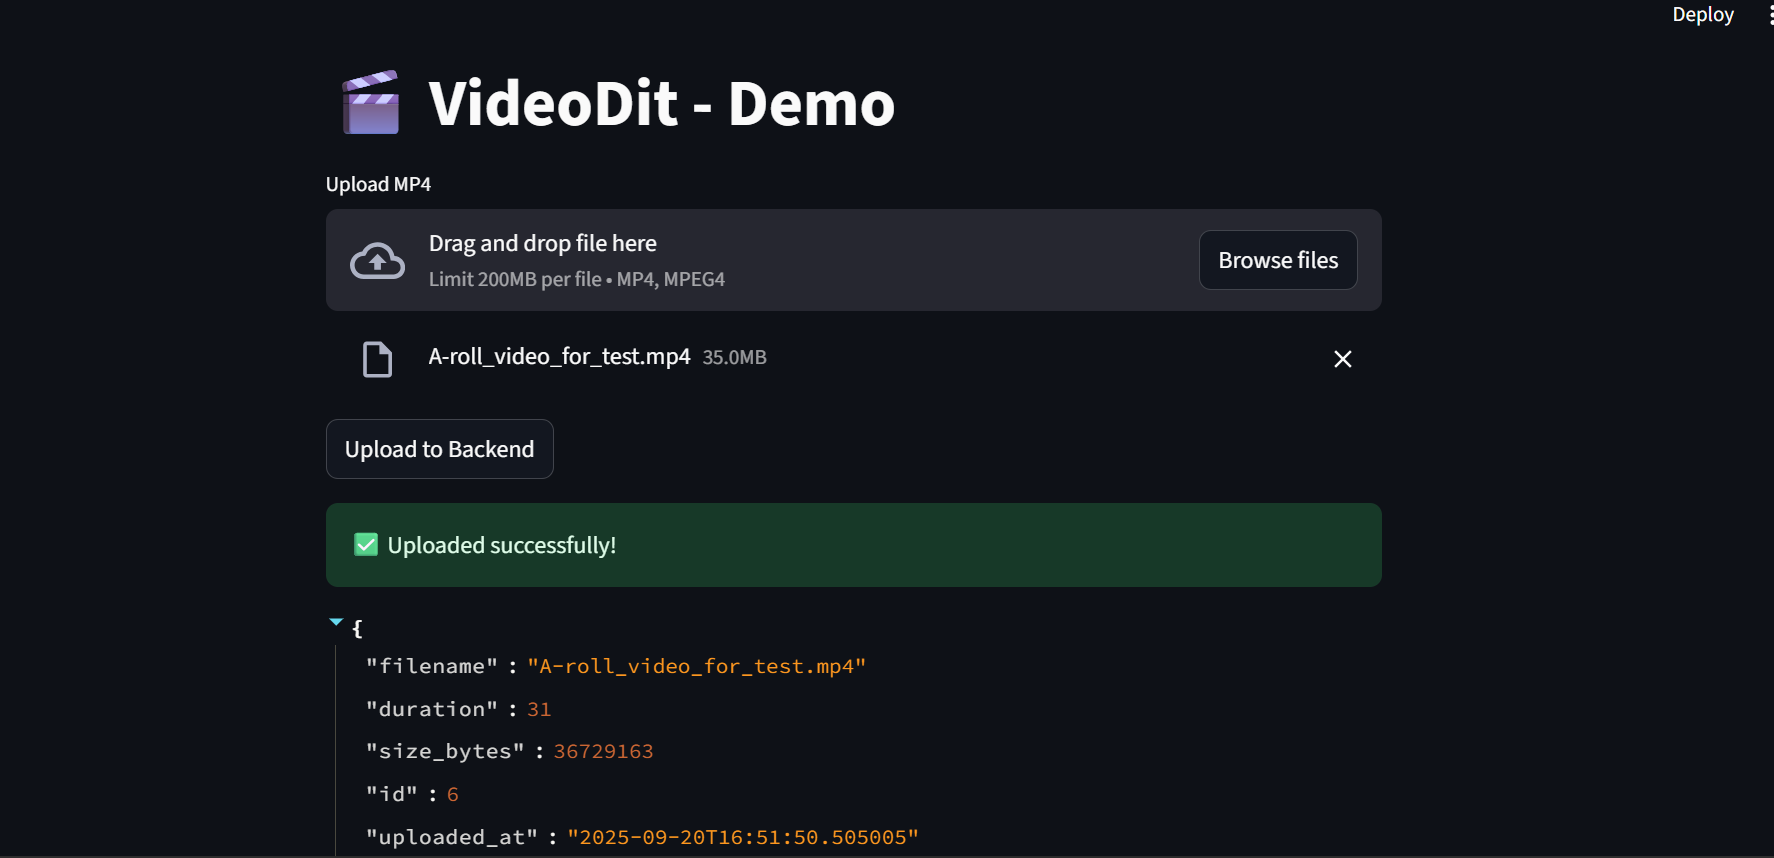 Deploy
VideoDit - Demo
Upload MP4
Drag and drop file here
Limit 200MB per file • MP4, MPEG4
Browse files
A-roll_video_for_test.mp4 35.0MB
Upload to Backend
✅ Uploaded successfully!
{
"filename" : "A-roll_video_for_test.mp4"
"duration" : 31
"size_bytes" : 36729163
"id" : 6
"uploaded_at" : "2025-09-20T16:51:50.505005"